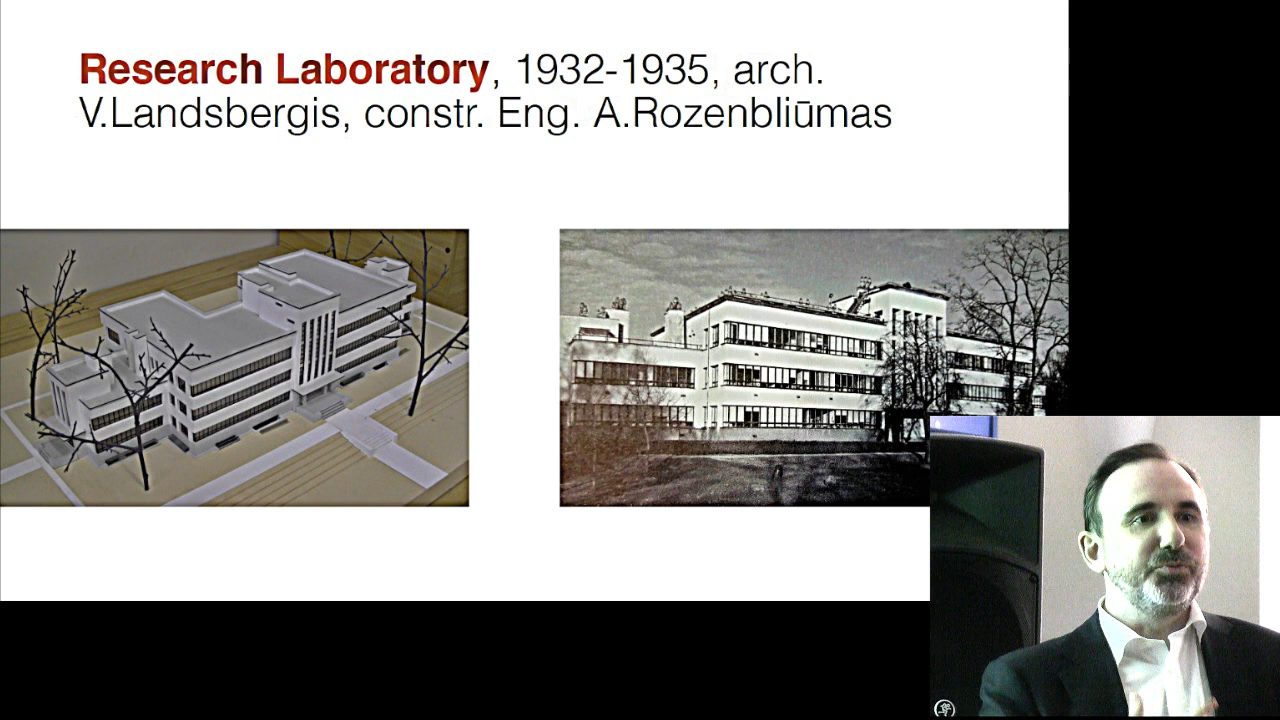 Research Laboratory, 1932-1935, arch.
V.Landsbergis, constr. Eng. A.Rozenbliūmas